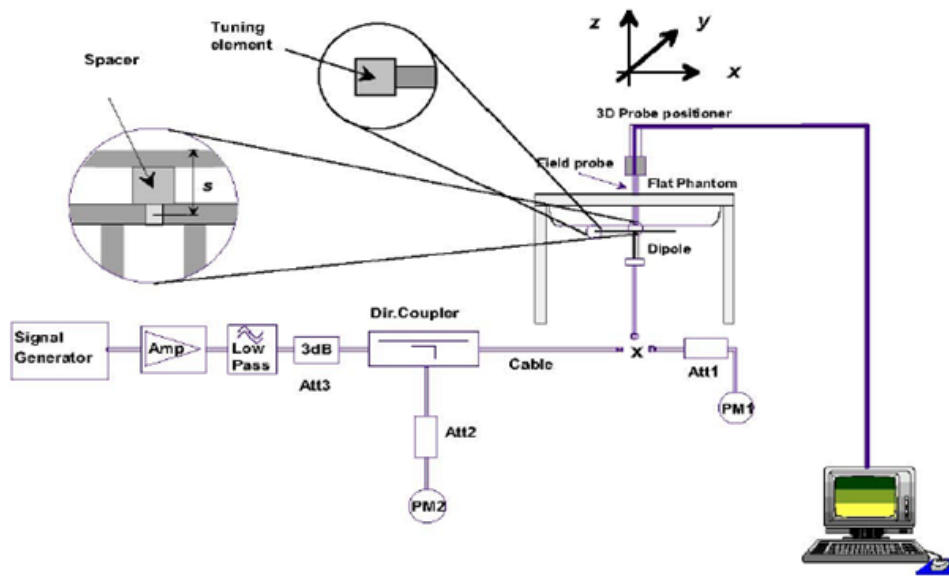 Tuning
element
Spacer
s
z
y
x
3D Probe positioner
Field probe
Flat Phantom
Dipole
Signal
Generator
Amp
Low
Pass
3dB
Att3
Dir.Coupler
Cable
X
Att1
PM1
Att2
PM2